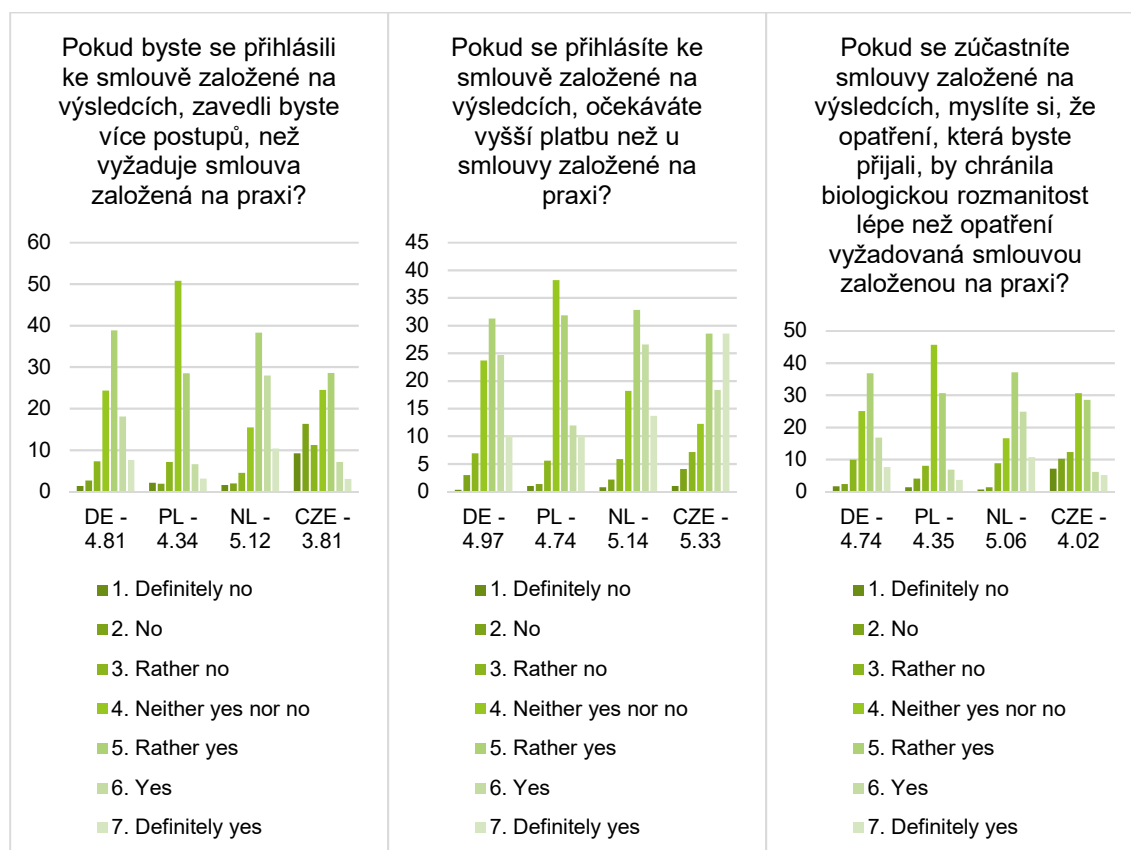 Pokud byste se přihlásili
ke smlouvě založené na
výsledcích, zavedli byste
více postupů, než
vyžaduje smlouva
založená na praxi?
60
50
40
30
20
10
0
DE -
4.81
PL -
4.34
NL -
5.12
CZE -
3.81
1. Definitely no
2. No
3. Rather no
4. Neither yes nor no
5. Rather yes
6. Yes
7. Definitely yes
Pokud se přihlásíte ke
smlouvě založené na
výsledcích, očekáváte
vyšší platbu než u
smlouvy založené na
praxi?
45
40
35
30
25
20
15
10
5
0
DE -
4.97
PL -
4.74
NL -
5.14
CZE -
5.33
1. Definitely no
2. No
3. Rather no
4. Neither yes nor no
5. Rather yes
6. Yes
7. Definitely yes
Pokud se zúčastníte
smlouvy založené na
výsledcích, myslíte si, že
opatření, která byste
přijali, by chránila
biologickou rozmanitost
lépe než opatření
vyžadovaná smlouvou
založenou na praxi?
50
40
30
20
10
0
DE -
4.74
PL -
4.35
NL -
5.06
CZE -
4.02
1. Definitely no
2. No
3. Rather no
4. Neither yes nor no
5. Rather yes
6. Yes
7. Definitely yes